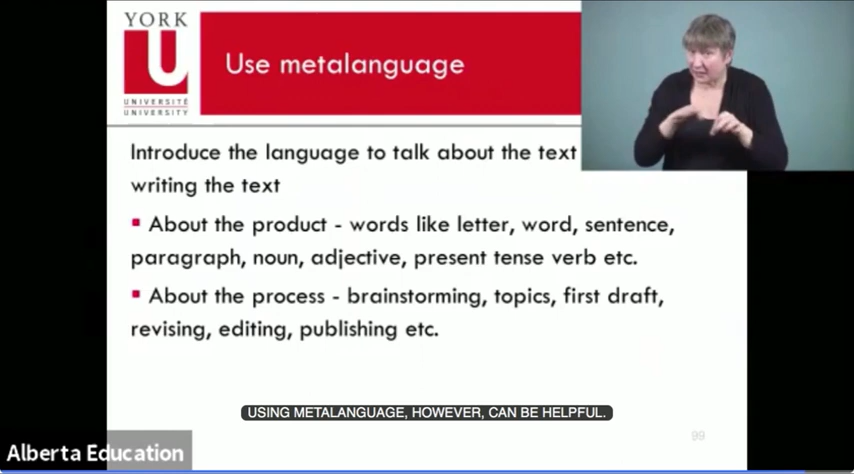 YORK
U
UNIVERSITÉ
UNIVERSITY
Use metalanguage
Introduce the language to talk about the text
writing the text
▪ About the product - words like letter, word, sentence,
paragraph, noun, adjective, present tense verb etc.
▪ About the process - brainstorming, topics, first draft,
revising, editing, publishing etc.
USING METALANGUAGE, HOWEVER, CAN BE HELPFUL.
99
Alberta Education